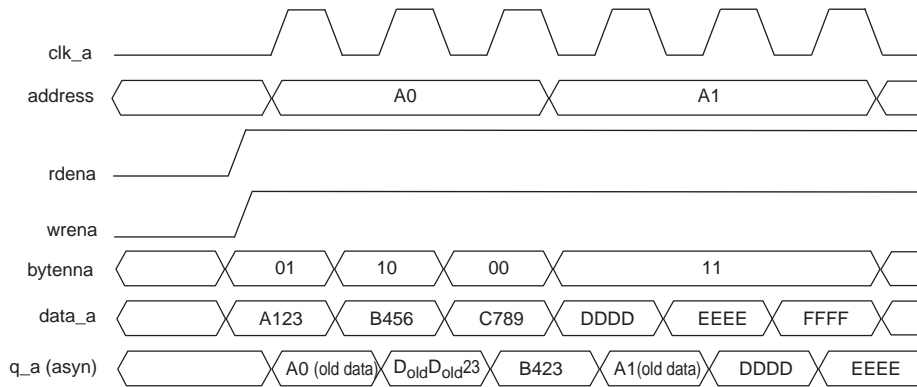 clk_a
address A0 A1
rdena
wrena
bytenna 01 10 00 11
data_a A123 B456 C789 DDDD EEEE FFFF
q_a (asyn) A0 (old data) DoldDold23 B423 A1(old data) DDDD EEEE